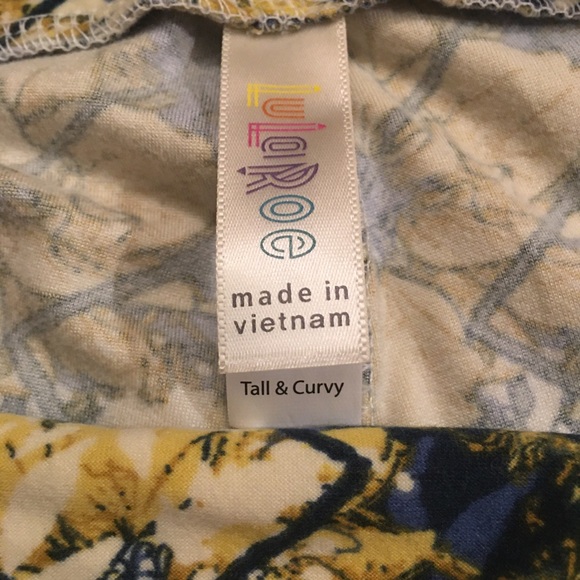 LuLaRoe
made in
vietnam
Tall & Curvy